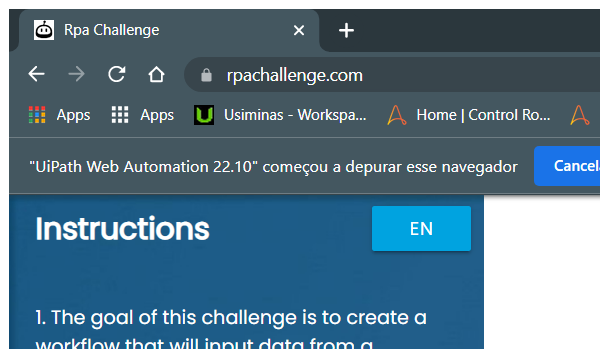 Rpa Challenge
rpachallenge.com
Apps Apps Usiminas - Workspa... Home | Control Ro...
"UiPath Web Automation 22.10" começou a depurar esse navegador Cancela
Instructions EN
1. The goal of this challenge is to create a
workflow that will input data from a